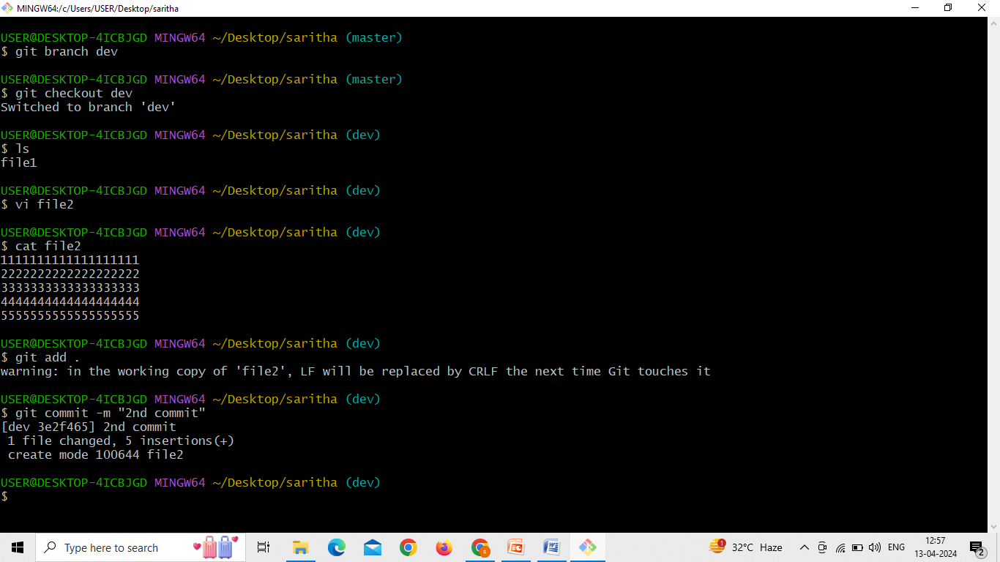 MINGW64:/c/Users/USER/Desktop/saritha
USER@DESKTOP-4ICBJGD MINGW64 ~/Desktop/saritha (master)
$ git branch dev
USER@DESKTOP-4ICBJGD MINGW64 ~/Desktop/saritha (master)
$ git checkout dev
Switched to branch 'dev'
USER@DESKTOP-4ICBJGD MINGW64 ~/Desktop/saritha (dev)
$ ls
file1
USER@DESKTOP-4ICBJGD MINGW64 ~/Desktop/saritha (dev)
$ vi file2
USER@DESKTOP-4ICBJGD MINGW64 ~/Desktop/saritha (dev)
$ cat file2
1111111111111111111
2222222222222222222
3333333333333333333
4444444444444444444
5555555555555555555
USER@DESKTOP-4ICBJGD MINGW64 ~/Desktop/saritha (dev)
$ git add .
warning: in the working copy of 'file2', LF will be replaced by CRLF the next time Git touches it
USER@DESKTOP-4ICBJGD MINGW64 ~/Desktop/saritha (dev)
$ git commit -m "2nd commit"
[dev 3e2f465] 2nd commit
 1 file changed, 5 insertions(+)
 create mode 100644 file2
USER@DESKTOP-4ICBJGD MINGW64 ~/Desktop/saritha (dev)
$
Type here to search
1
32°C Haze
ENG
12:57
13-04-2024
2